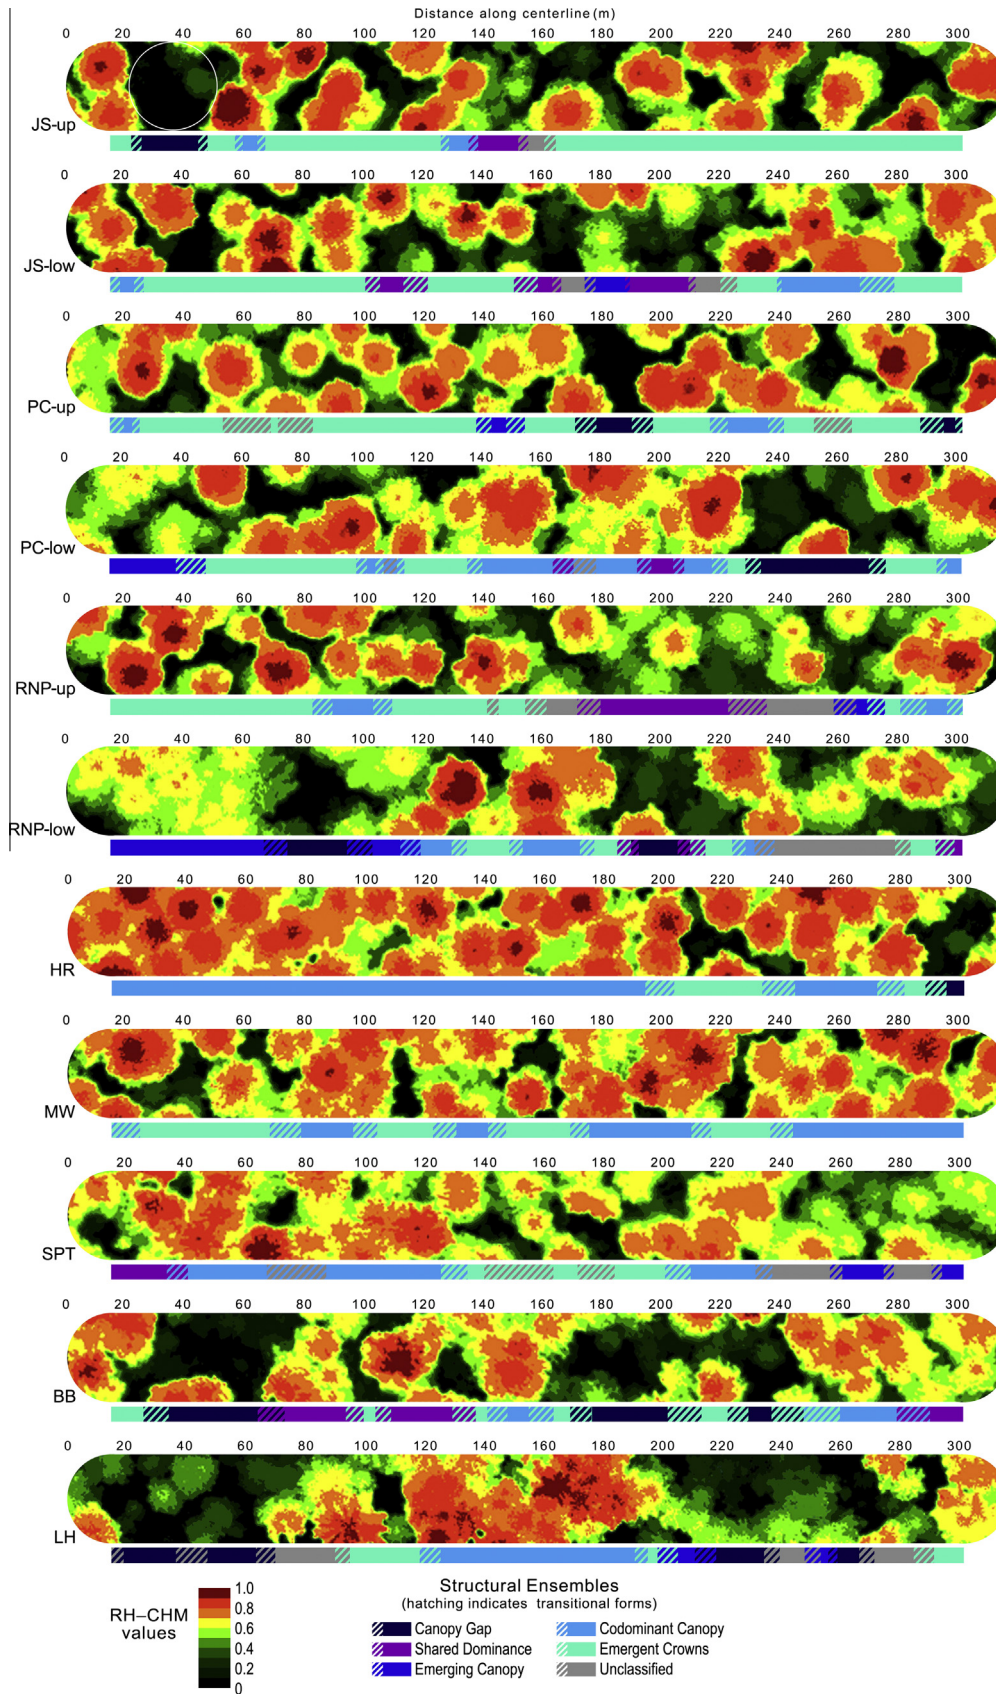 Distance along centerline (m)
0 20 40 60 80 100 120 140 160 180 200 220 240 260 280 300
JS-up
0 20 40 60 80 100 120 140 160 180 200 220 240 260 280 300
JS-low
0 20 40 60 80 100 120 140 160 180 200 220 240 260 280 300
PC-up
0 20 40 60 80 100 120 140 160 180 200 220 240 260 280 300
PC-low
0 20 40 60 80 100 120 140 160 180 200 220 240 260 280 300
RNP-up
0 20 40 60 80 100 120 140 160 180 200 220 240 260 280 300
RNP-low
0 20 40 60 80 100 120 140 160 180 200 220 240 260 280 300
HR
0 20 40 60 80 100 120 140 160 180 200 220 240 260 280 300
MW
0 20 40 60 80 100 120 140 160 180 200 220 240 260 280 300
SPT
0 20 40 60 80 100 120 140 160 180 200 220 240 260 280 300
BB
0 20 40 60 80 100 120 140 160 180 200 220 240 260 280 300
LH
RH–CHM
values
1.0
0.8
0.6
0.4
0.2
0
Structural Ensembles
(hatching indicates transitional forms)
Canopy Gap
Shared Dominance
Emerging Canopy
Codominant Canopy
Emergent Crowns
Unclassified